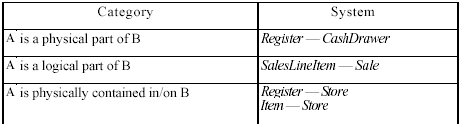 Category System
A is a physical part of B Register — CashDrawer
A is a logical part of B SalesLineItem — Sale
A is physically contained in/on B Register — Store
Item — Store